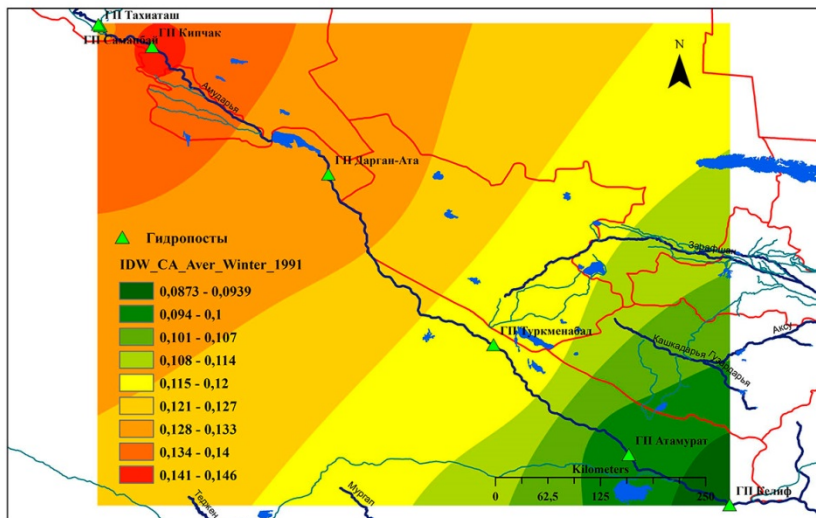 ГП Тахиаташ
ГП Саманбай
ГП Кипчак
N
Амударья
ГП Дарган-Ата
Гидропосты
IDW_CA_Aver_Winter_1991
0,0873 - 0,0939
0,094 - 0,1
0,101 - 0,107
0,108 - 0,114
0,115 - 0,12
0,121 - 0,127
0,128 - 0,133
0,134 - 0,14
0,141 - 0,146
Зарафшан
ГП Туркменабад
Аксу
Кашкадарья
Гузардарья
ГП Атамурат
Kilometers
0 62,5 125 250
ГП Келиф
Теджен
Мургап